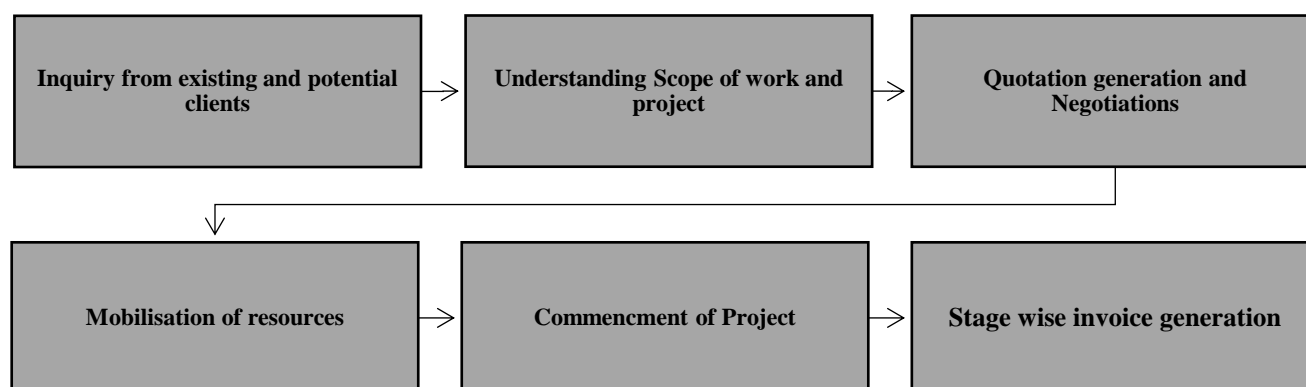 Inquiry from existing and potential
clients
Understanding Scope of work and
project
Quotation generation and
Negotiations
Mobilisation of resources
Commencment of Project
Stage wise invoice generation